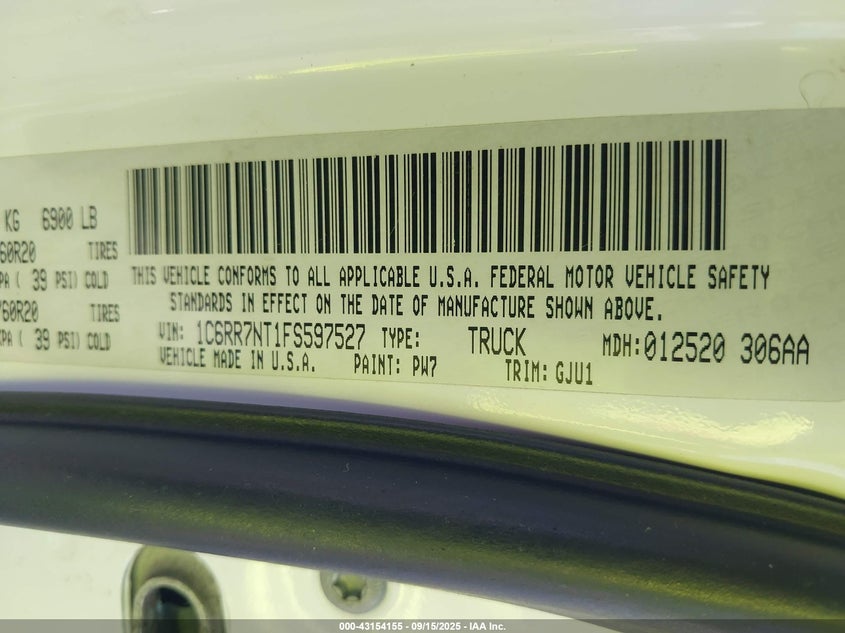 KG 6900 LB
60R20 TIRES
PA ( 39 PSI) COLD
60R20 TIRES
KPA ( 39 PSI) COLD
THIS VEHICLE CONFORMS TO ALL APPLICABLE U.S.A. FEDERAL MOTOR VEHICLE SAFETY
STANDARDS IN EFFECT ON THE DATE OF MANUFACTURE SHOWN ABOVE.
VIN: 1C6RR7NT1FS597527 TYPE: TRUCK MDH: 012520 306AA
VEHICLE MADE IN U.S.A. PAINT: PW7 TRIM: GJU1
000-43154155 - 09/15/2025 - IAA Inc.